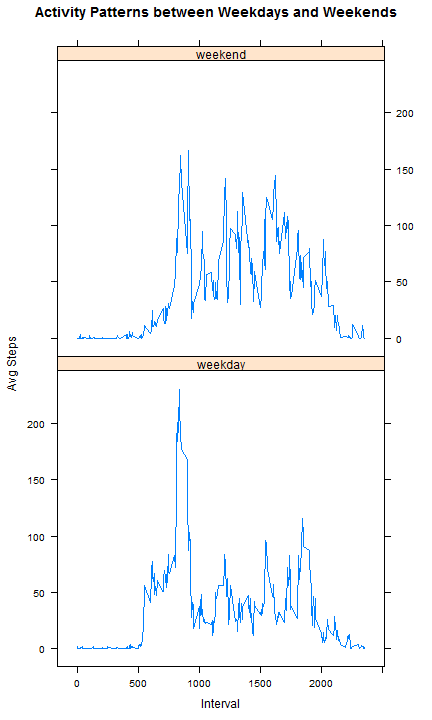 Activity Patterns between Weekdays and Weekends
weekend
200
150
100
50
0
Avg Steps
weekday
200
150
100
50
0
0 500 1000 1500 2000
Interval